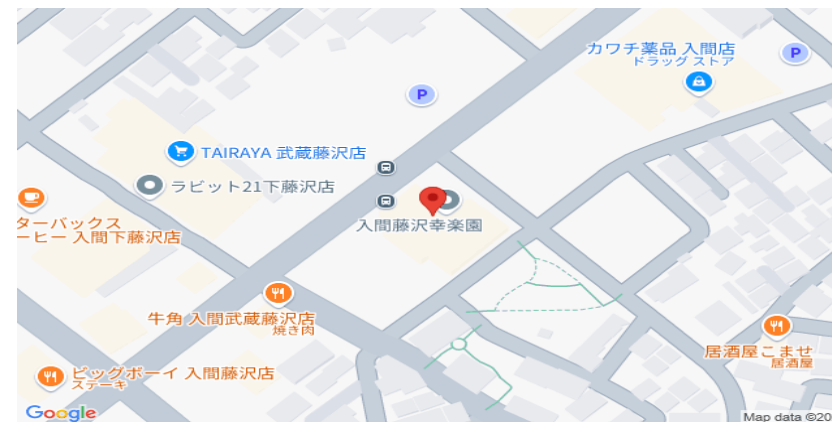 カワチ薬品 入間店
ドラッグ ストア
P
P
TAIRAYA 武蔵藤沢店
ラビット21下藤沢店
ターバックス
ーヒー 入間下藤沢店
入間藤沢幸楽園
牛角 入間武蔵藤沢店
焼き肉
居酒屋こませ
居酒屋
ビッグボーイ 入間藤沢店
ステーキ
Google
Map data ©20